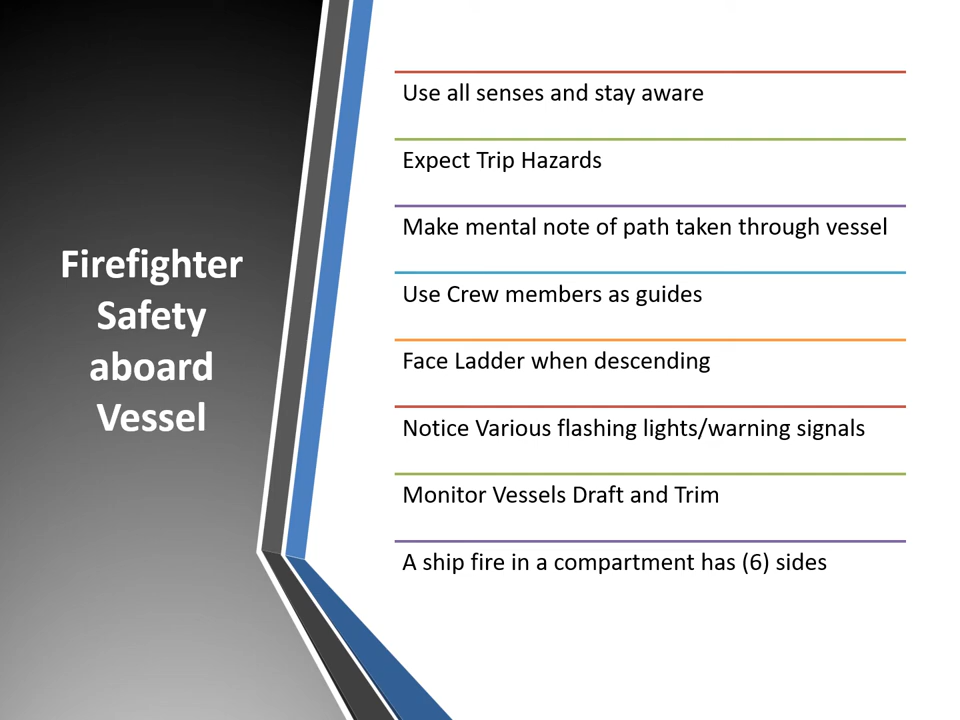 Firefighter
Safety
aboard
Vessel
Use all senses and stay aware
Expect Trip Hazards
Make mental note of path taken through vessel
Use Crew members as guides
Face Ladder when descending
Notice Various flashing lights/warning signals
Monitor Vessels Draft and Trim
A ship fire in a compartment has (6) sides